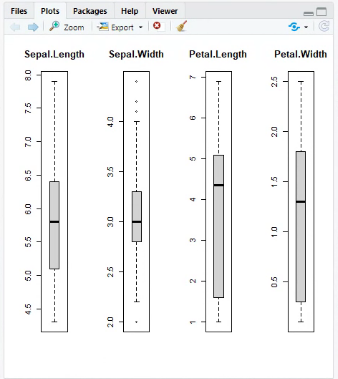 Files Plots Packages Help Viewer
Zoom Export
Sepal.Length Sepal.Width Petal.Length Petal.Width
4.5 5.0 5.5 6.0 6.5 7.0 7.5 8.0
2.0 2.5 3.0 3.5 4.0
1 2 3 4 5 6 7
0.5 1.0 1.5 2.0 2.5